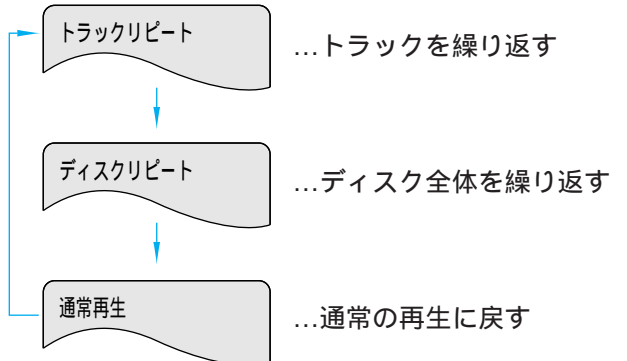 トラックリピート
…トラックを繰り返す
ディスクリピート
…ディスク全体を繰り返す
通常再生
…通常の再生に戻す